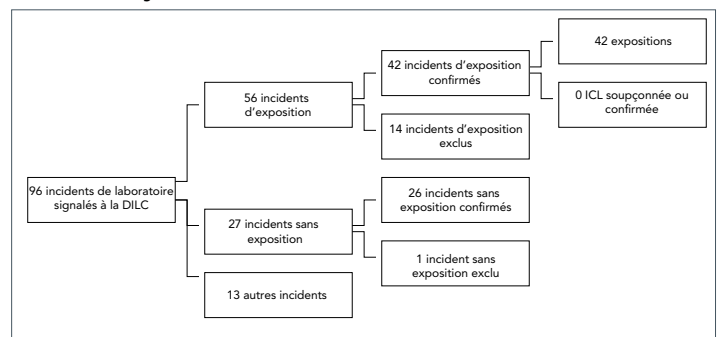 96 incidents de laboratoire
signalés à la DILC
56 incidents
d'exposition
27 incidents sans
exposition
13 autres incidents
42 incidents d'exposition
confirmés
14 incidents d'exposition
exclus
26 incidents sans
exposition confirmés
1 incident sans
exposition exclu
42 expositions
0 ICL soupçonnée ou
confirmée